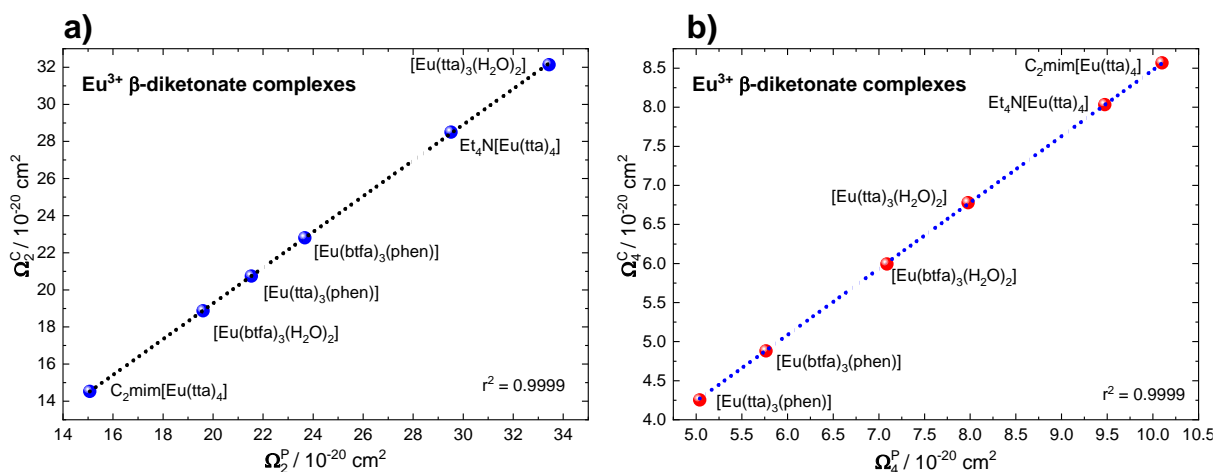 a)
Eu³⁺ β-diketonate complexes
[Eu(tta)₃(H₂O)₂]
Et₄N[Eu(tta)₄]
[Eu(btfa)₃(phen)]
[Eu(tta)₃(phen)]
[Eu(btfa)₃(H₂O)₂]
C₂mim[Eu(tta)₄]
r² = 0.9999
Ω₂ᶜ / 10⁻²⁰ cm²
32
30
28
26
24
22
20
18
16
14
14 16 18 20 22 24 26 28 30 32 34
Ω₂ᴾ / 10⁻²⁰ cm²
b)
Eu³⁺ β-diketonate complexes
C₂mim[Eu(tta)₄]
Et₄N[Eu(tta)₄]
[Eu(tta)₃(H₂O)₂]
[Eu(btfa)₃(H₂O)₂]
[Eu(btfa)₃(phen)]
[Eu(tta)₃(phen)]
r² = 0.9999
Ω₄ᶜ / 10⁻²⁰ cm²
8.5
8.0
7.5
7.0
6.5
6.0
5.5
5.0
4.5
4.0
5.0 5.5 6.0 6.5 7.0 7.5 8.0 8.5 9.0 9.5 10.0 10.5
Ω₄ᴾ / 10⁻²⁰ cm²